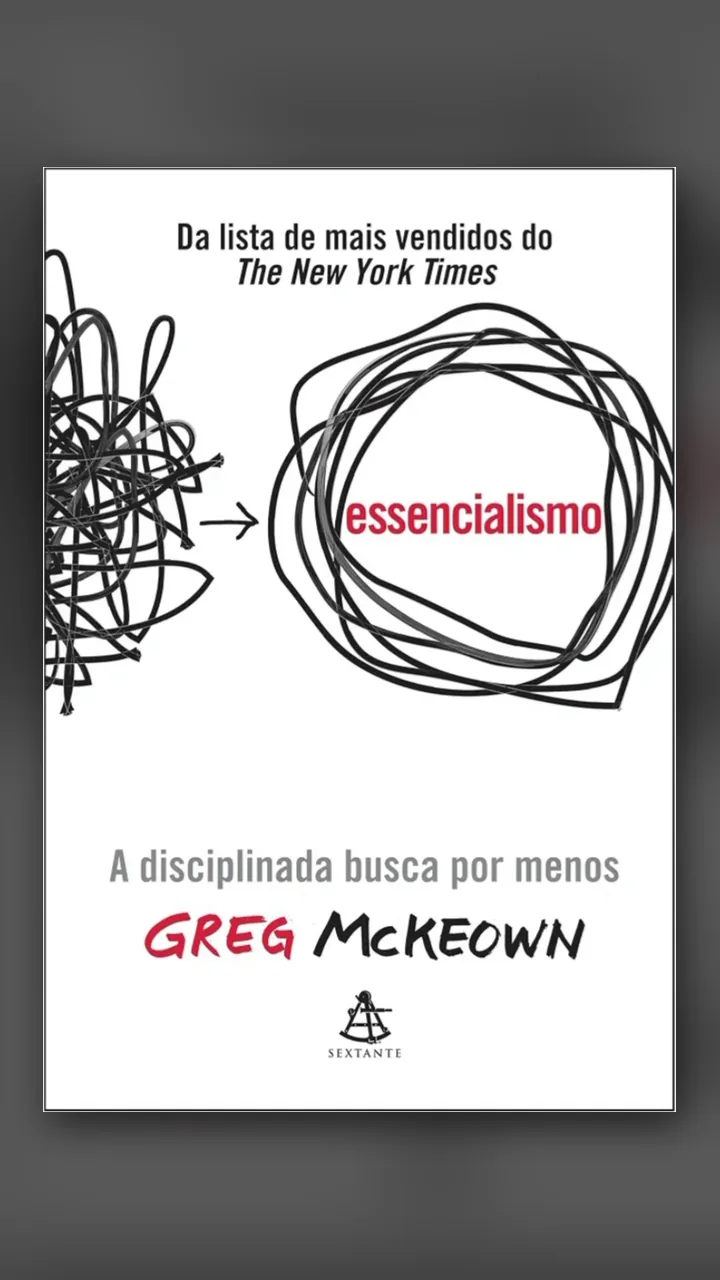 Da lista de mais vendidos do
The New York Times
essencialismo
A disciplinada busca por menos
GREG McKEOWN
SEXTANTE